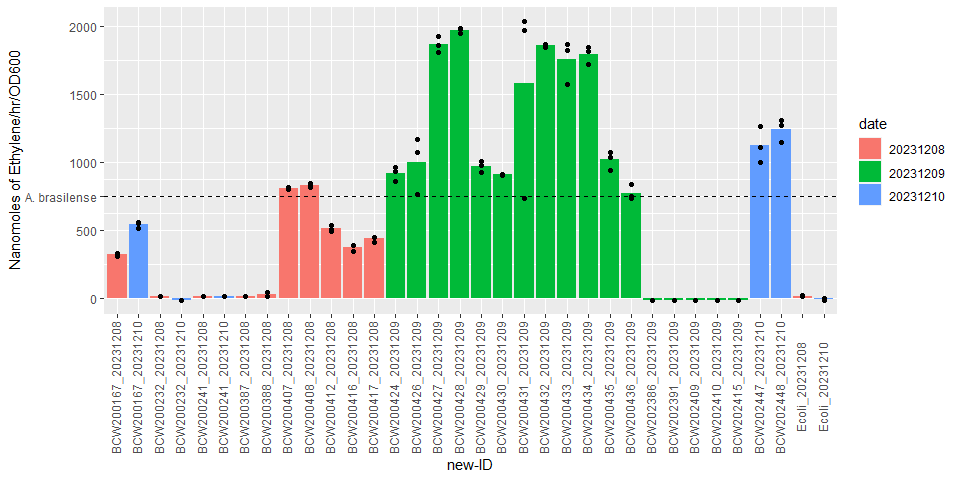 Nanomoles of Ethylene/hr/OD600
2000
1500
1000
A. brasilense
500
0
BCW200167_20231208
BCW200167_20231210
BCW200232_20231208
BCW200232_20231210
BCW200241_20231208
BCW200241_20231210
BCW200387_20231208
BCW200388_20231208
BCW200407_20231208
BCW200408_20231208
BCW200412_20231208
BCW200416_20231208
BCW200417_20231208
BCW200424_20231209
BCW200426_20231209
BCW200427_20231209
BCW200428_20231209
BCW200429_20231209
BCW200430_20231209
BCW200431_20231209
BCW200432_20231209
BCW200433_20231209
BCW200434_20231209
BCW200435_20231209
BCW200436_20231209
BCW202386_20231209
BCW202391_20231209
BCW202409_20231209
BCW202410_20231209
BCW202415_20231209
BCW202447_20231210
BCW202448_20231210
Ecoli_20231208
Ecoli_20231210
new-ID
date
20231208
20231209
20231210